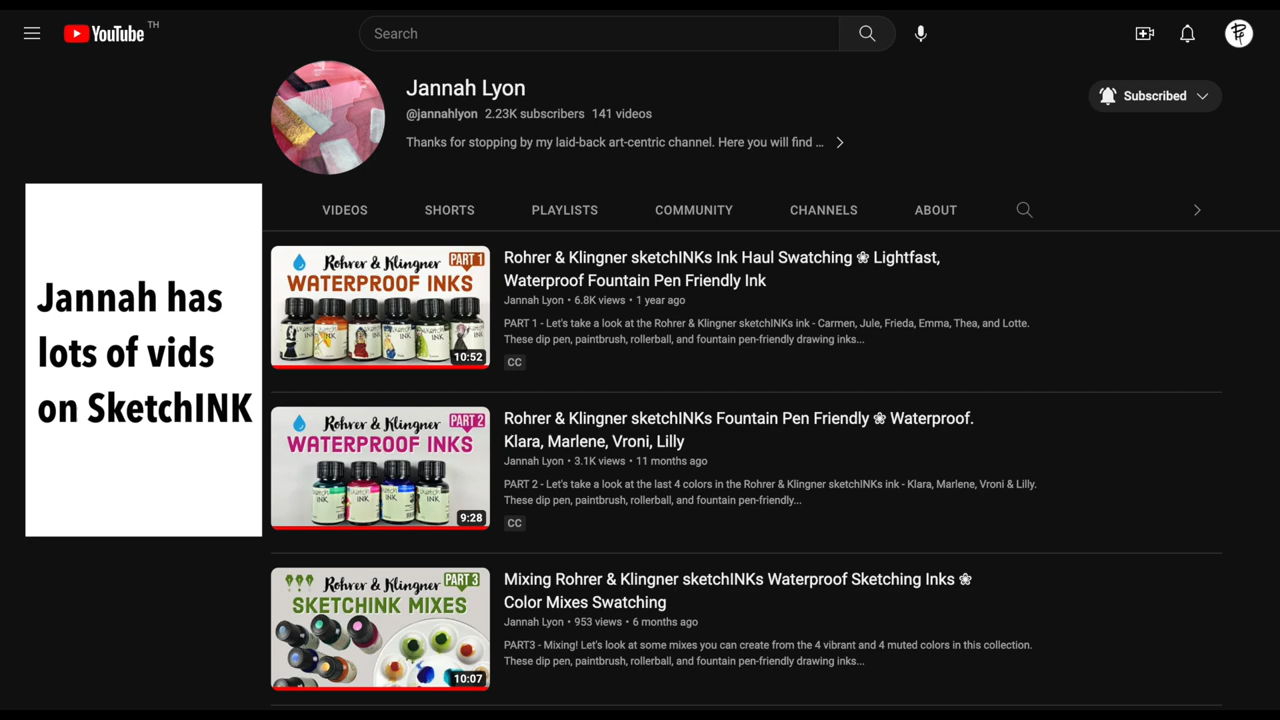 YouTube TH
Search
Jannah Lyon
@jannahlyon 2.23K subscribers 141 videos
Thanks for stopping by my laid-back art-centric channel. Here you will find ...
Subscribed
VIDEOS SHORTS PLAYLISTS COMMUNITY CHANNELS ABOUT
Jannah has
lots of vids
on SketchINK
Rohrer & Klingner PART 1
WATERPROOF INKS
10:52
Rohrer & Klingner sketchINKs Ink Haul Swatching ❀ Lightfast,
Waterproof Fountain Pen Friendly Ink
Jannah Lyon • 6.8K views • 1 year ago
PART 1 - Let's take a look at the Rohrer & Klingner sketchINKs ink - Carmen, Jule, Frieda, Emma, Thea, and Lotte.
These dip pen, paintbrush, rollerball, and fountain pen-friendly drawing inks...
CC
Rohrer & Klingner PART 2
WATERPROOF INKS
9:28
Rohrer & Klingner sketchINKs Fountain Pen Friendly ❀ Waterproof.
Klara, Marlene, Vroni, Lilly
Jannah Lyon • 3.1K views • 11 months ago
PART 2 - Let's take a look at the last 4 colors in the Rohrer & Klingner sketchINKs ink - Klara, Marlene, Vroni & Lilly.
These dip pen, paintbrush, rollerball, and fountain pen-friendly...
CC
Rohrer & Klingner PART 3
SKETCHINK MIXES
10:07
Mixing Rohrer & Klingner sketchINKs Waterproof Sketching Inks ❀
Color Mixes Swatching
Jannah Lyon • 953 views • 6 months ago
PART3 - Mixing! Let's look at some mixes you can create from the 4 vibrant and 4 muted colors in this collection.
These dip pen, paintbrush, rollerball, and fountain pen-friendly drawing inks...